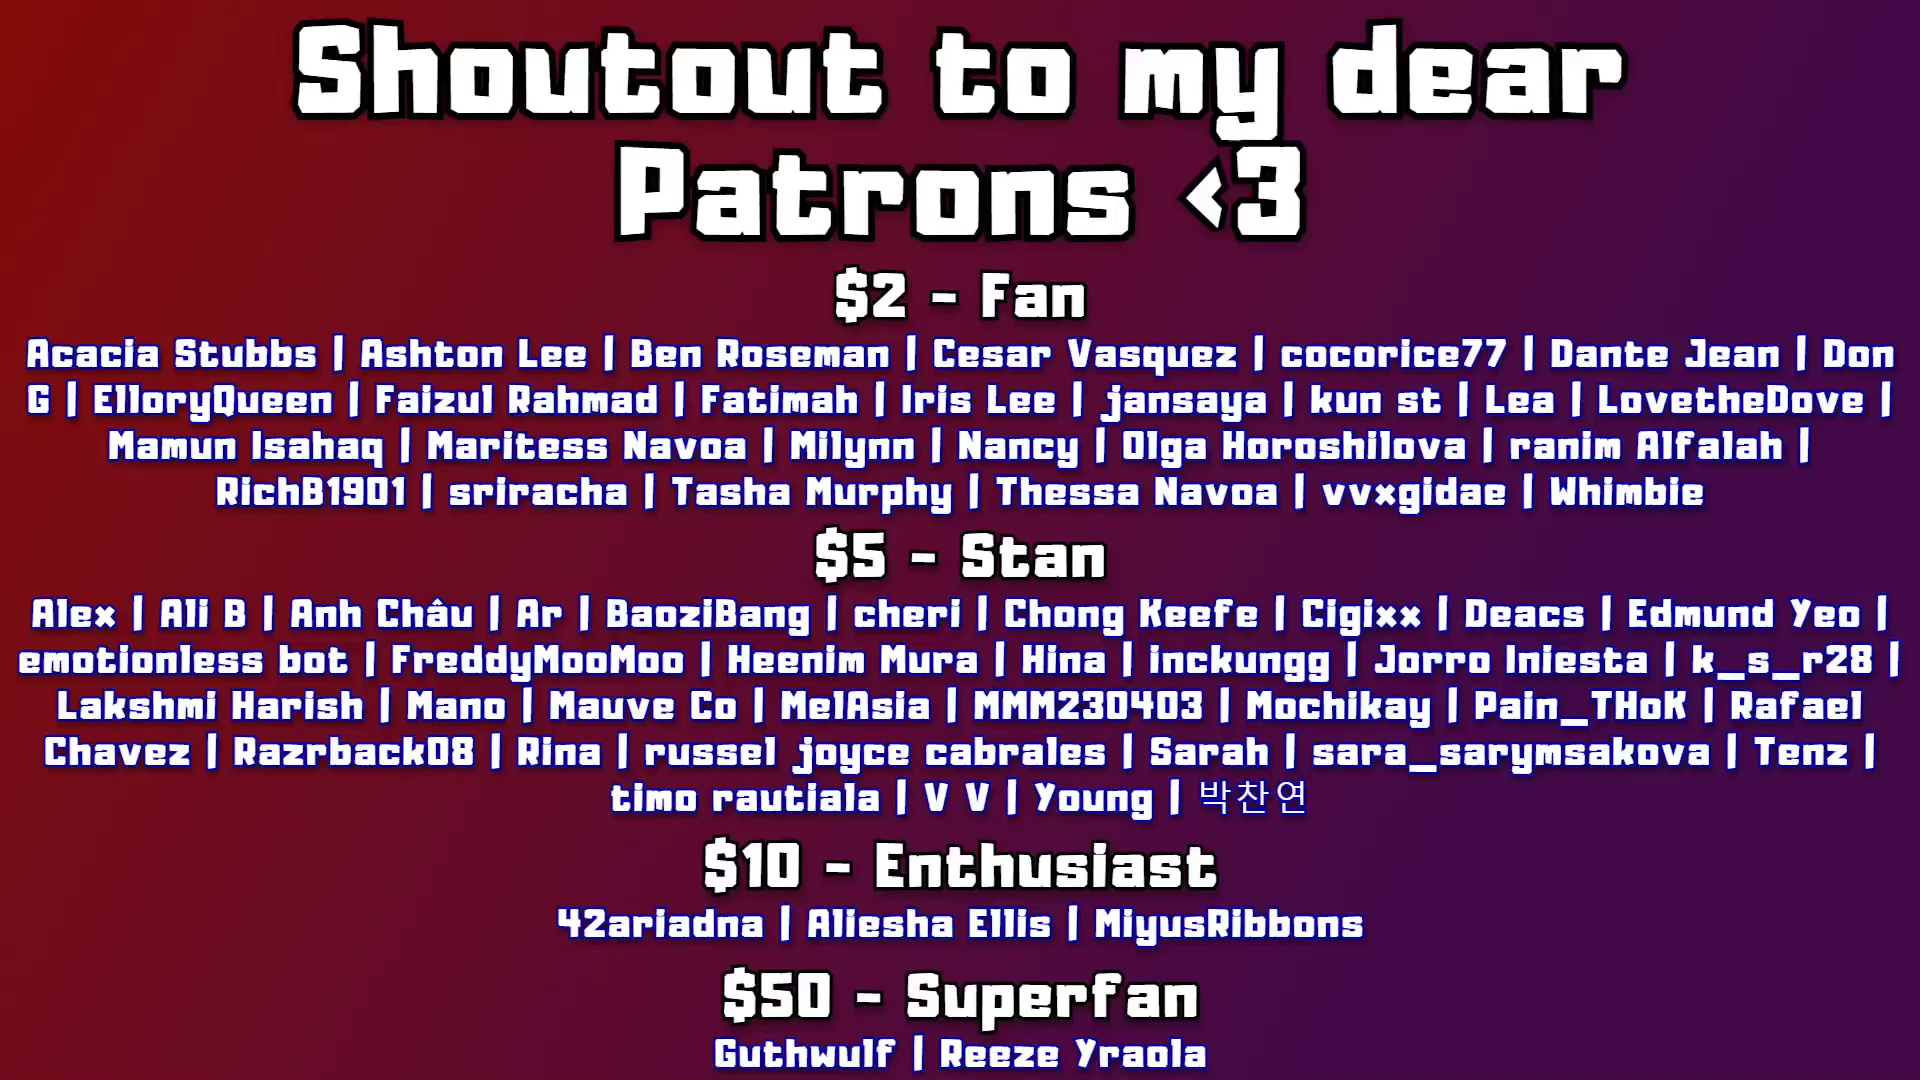 Shoutout to my dear
Patrons <3
$2 - Fan
Acacia Stubbs | Ashton Lee | Ben Roseman | Cesar Vasquez | cocorice77 | Dante Jean | Don
G | ElloryQueen | Faizul Rahmad | Fatimah | Iris Lee | jansaya | kun st | Lea | LovetheDove |
Mamun Isahaq | Maritess Navoa | Milynn | Nancy | Olga Horoshilova | ranim Alfalah |
RichB1901 | sriracha | Tasha Murphy | Thessa Navoa | vvxgidae | Whimbie
$5 - Stan
Alex | Ali B | Anh Châu | Ar | BaoziBang | cheri | Chong Keefe | Cigixx | Deacs | Edmund Yeo |
emotionless bot | FreddyMooMoo | Heenim Mura | Hina | inckungg | Jorro Iniesta | k_s_r28 |
Lakshmi Harish | Mano | Mauve Co | MelAsia | MMM230403 | Mochikay | Pain_THoK | Rafael
Chavez | Razrback08 | Rina | russel joyce cabrales | Sarah | sara_sarymsakova | Tenz |
timo rautiala | V V | Young | 박찬연
$10 - Enthusiast
42ariadna | Aliesha Ellis | MiyusRibbons
$50 - Superfan
Guthwulf | Reeze Yraola